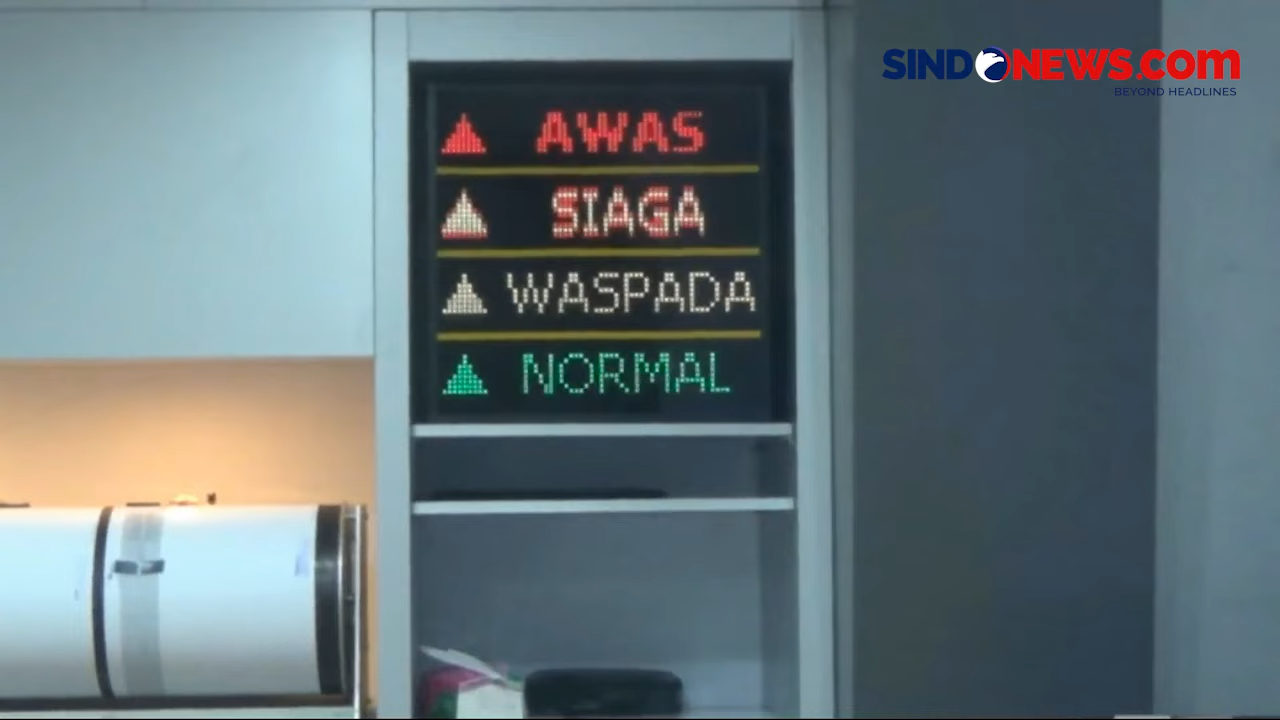 SINDONEWS.com
BEYOND HEADLINES
AWAS
SIAGA
WASPADA
NORMAL